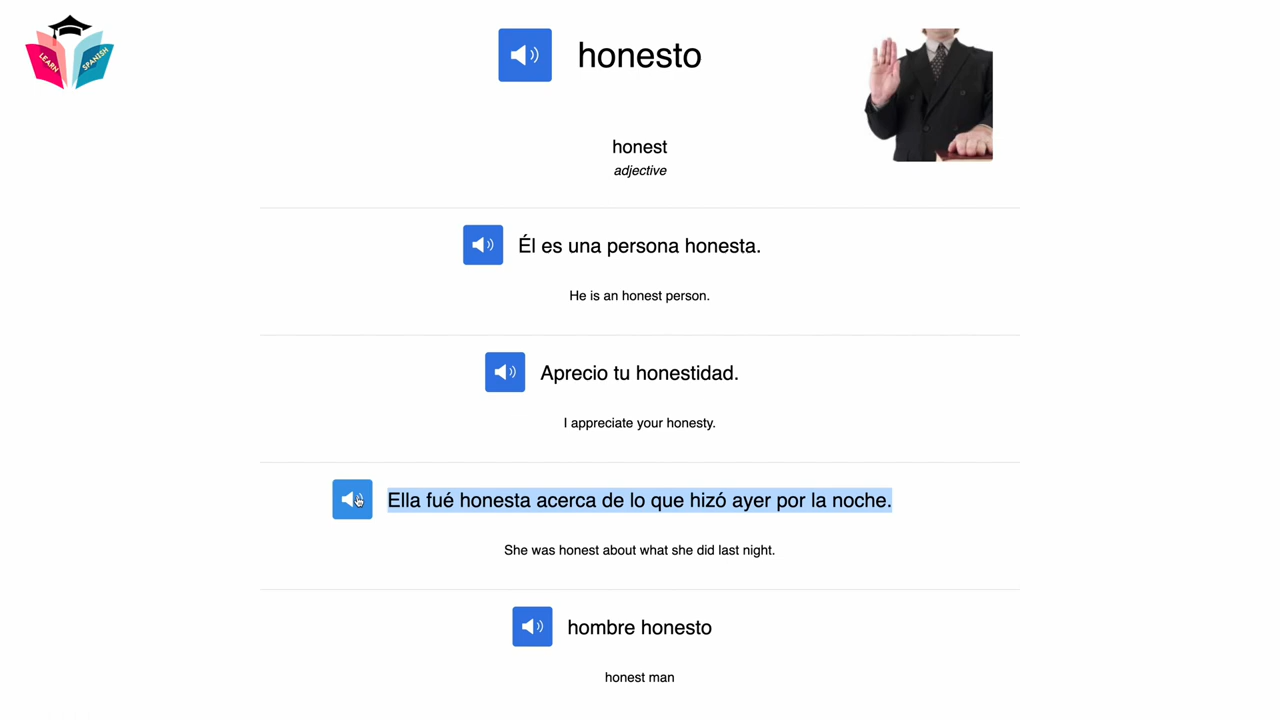 LEARN
SPANISH
honesto
honest
adjective
Él es una persona honesta.
He is an honest person.
Aprecio tu honestidad.
I appreciate your honesty.
Ella fué honesta acerca de lo que hizó ayer por la noche.
She was honest about what she did last night.
hombre honesto
honest man